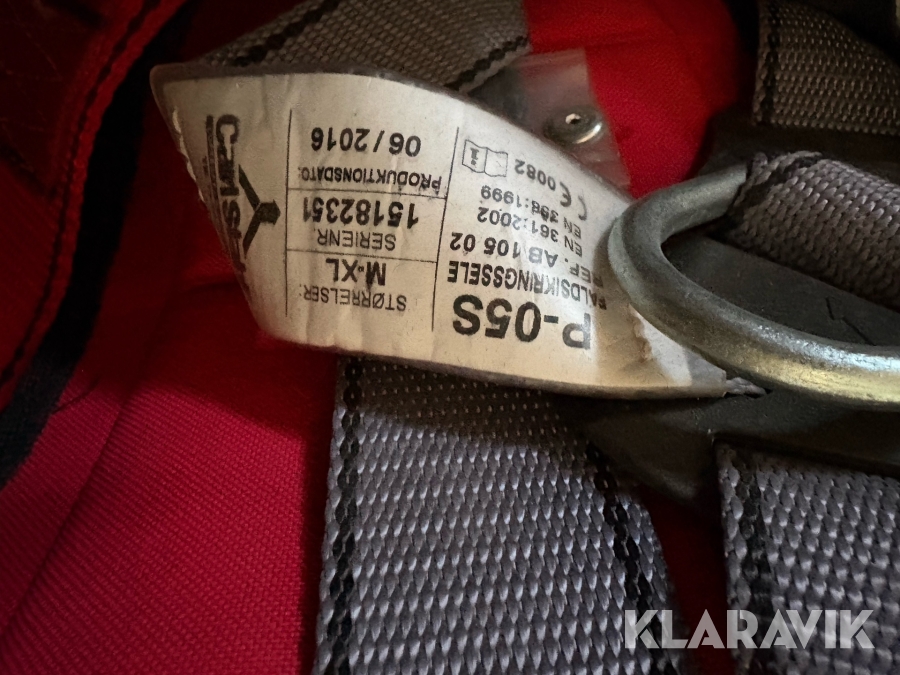 P-05S
FALDSIKRINGSSELE
REF: AB 105 02
EN 361:2002
EN 358:1999
CE 0082
STØRRELSER:
M-XL
SERIENR.
15182351
PRODUKTIONSDATO:
06/2016
KLARAVIK